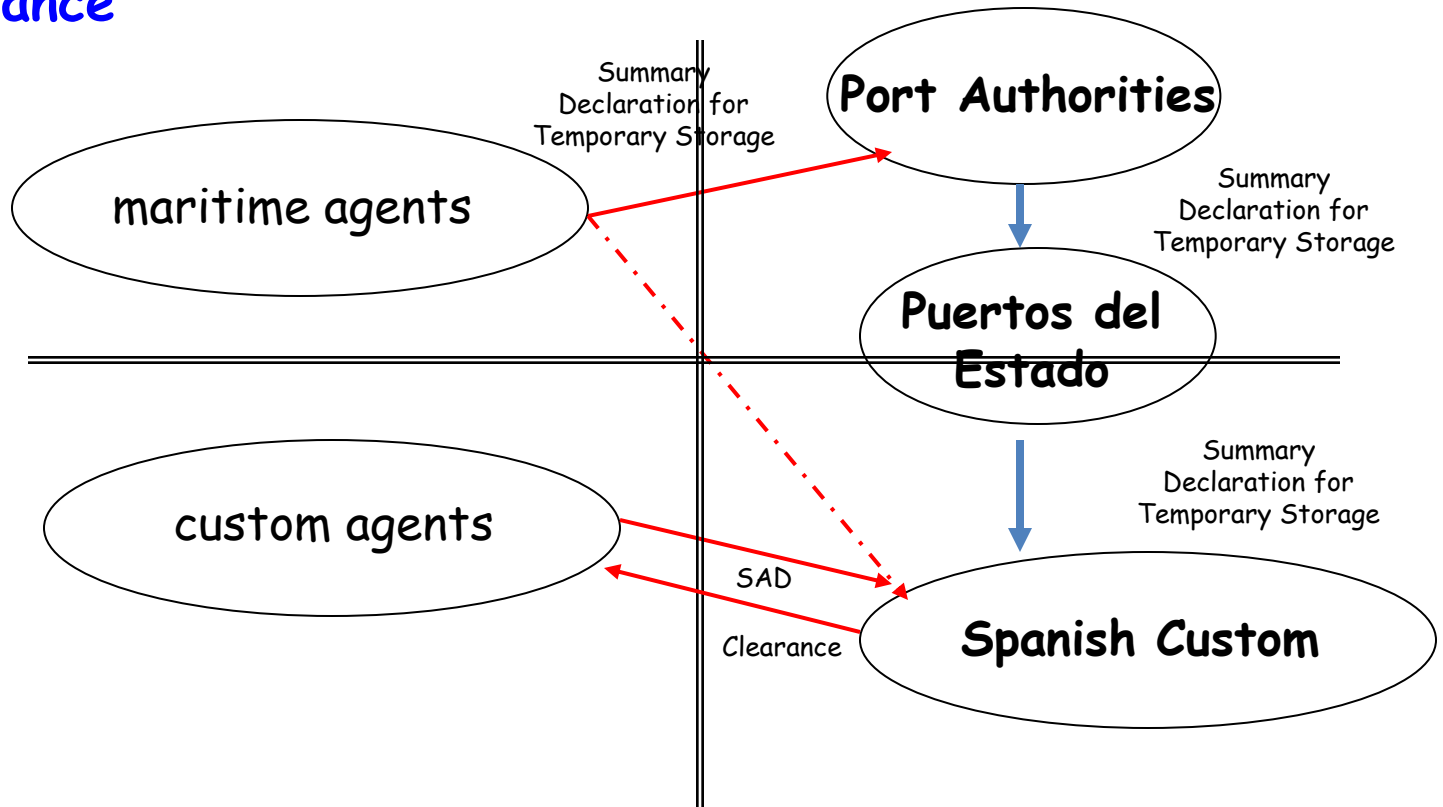 Summary
Declaration for
Temporary Storage
Port Authorities
maritime agents
Summary
Declaration for
Temporary Storage
Puertos del
Estado
custom agents
Summary
Declaration for
Temporary Storage
SAD
Clearance
Spanish Custom